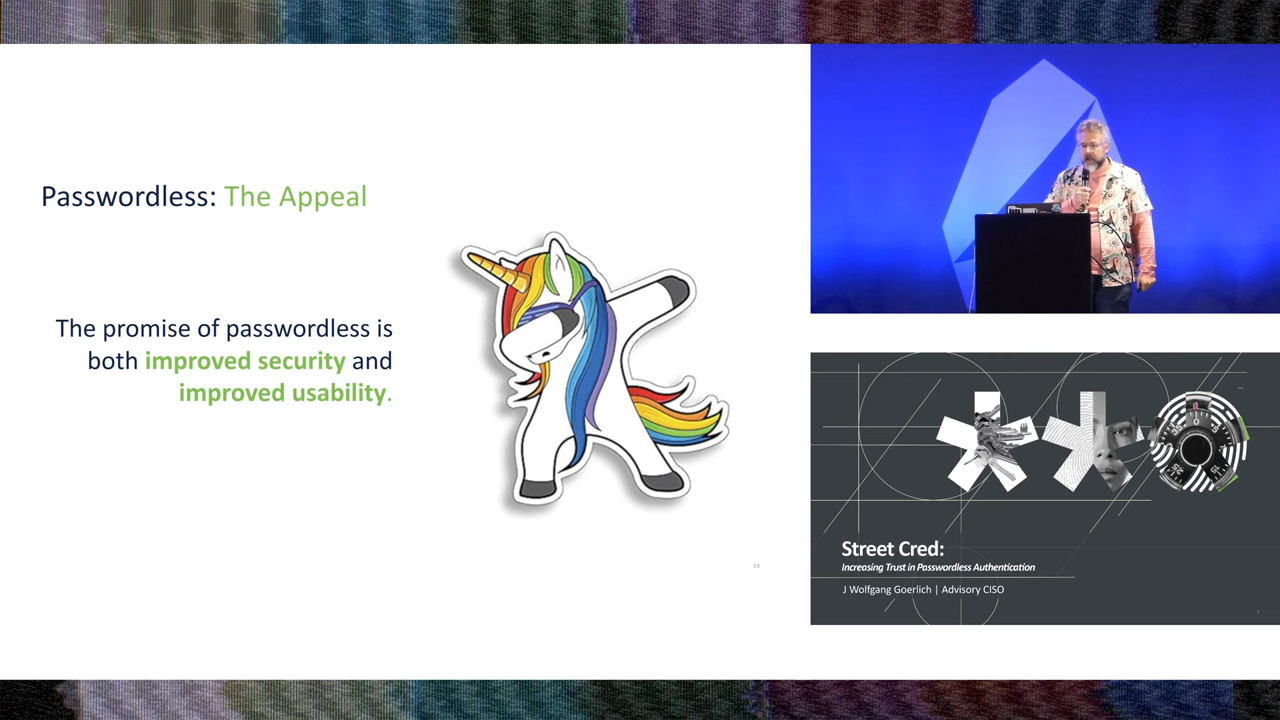 Passwordless: The Appeal
The promise of passwordless is
both improved security and
improved usability.
18
Street Cred:
Increasing Trust in Passwordless Authentication
J Wolfgang Goerlich | Advisory CISO